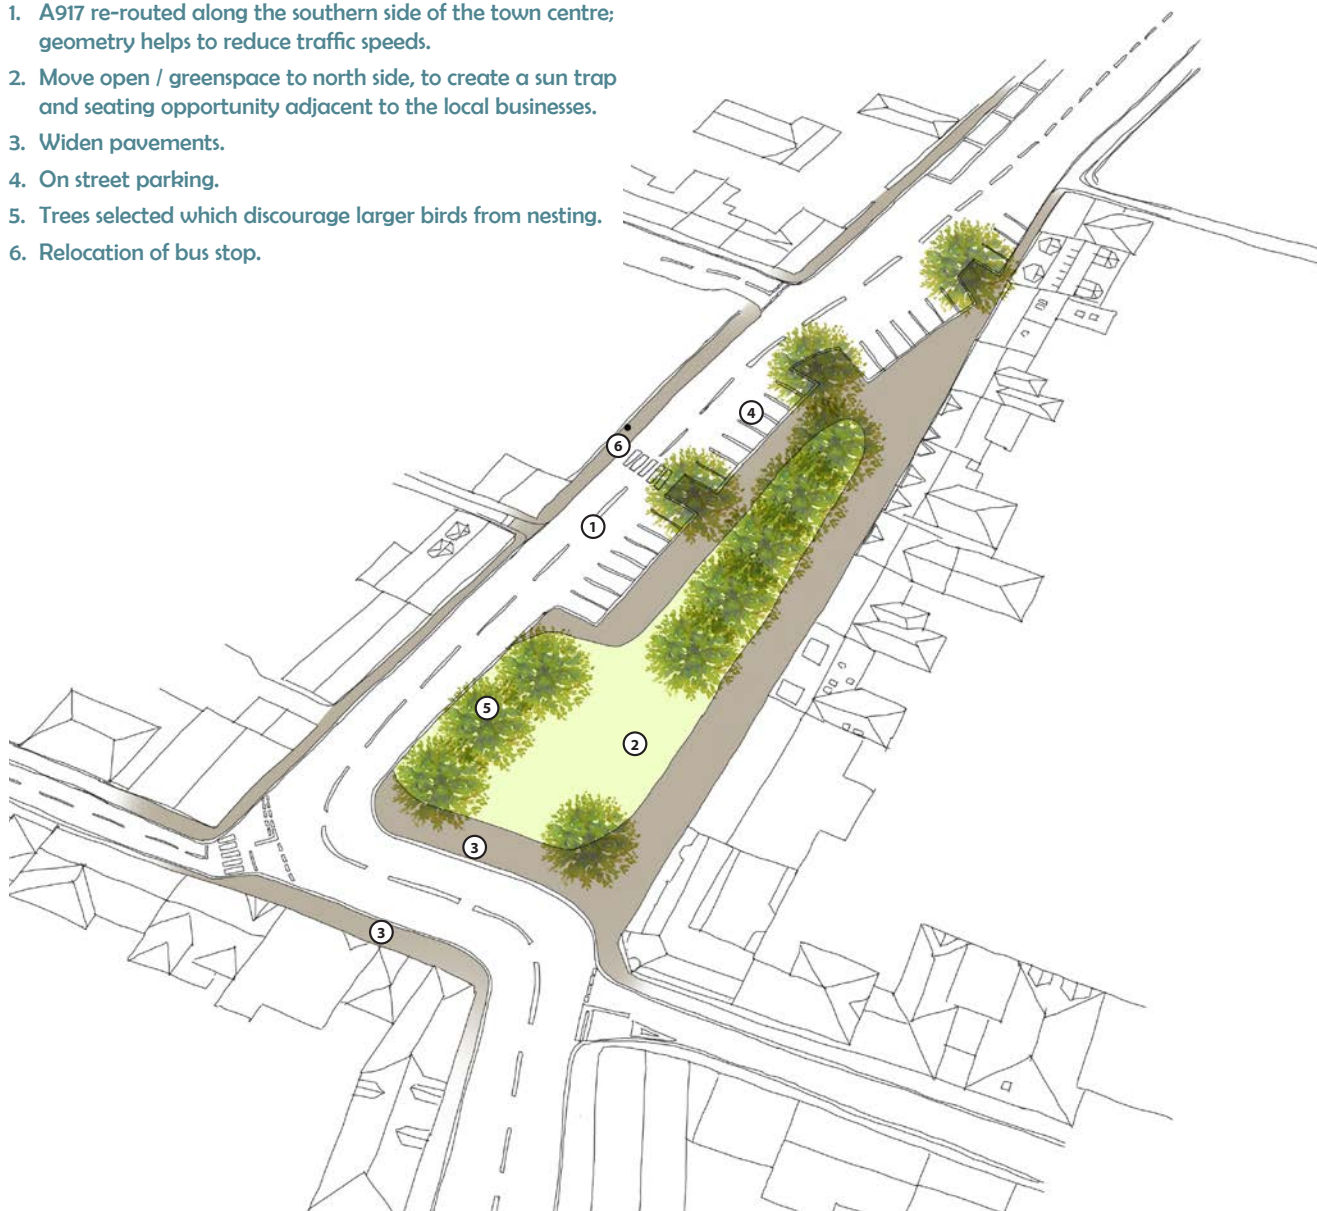 1. A917 re-routed along the southern side of the town centre;
geometry helps to reduce traffic speeds.
2. Move open / greenspace to north side, to create a sun trap
and seating opportunity adjacent to the local businesses.
3. Widen pavements.
4. On street parking.
5. Trees selected which discourage larger birds from nesting.
6. Relocation of bus stop.
4
6
1
5
2
3
3